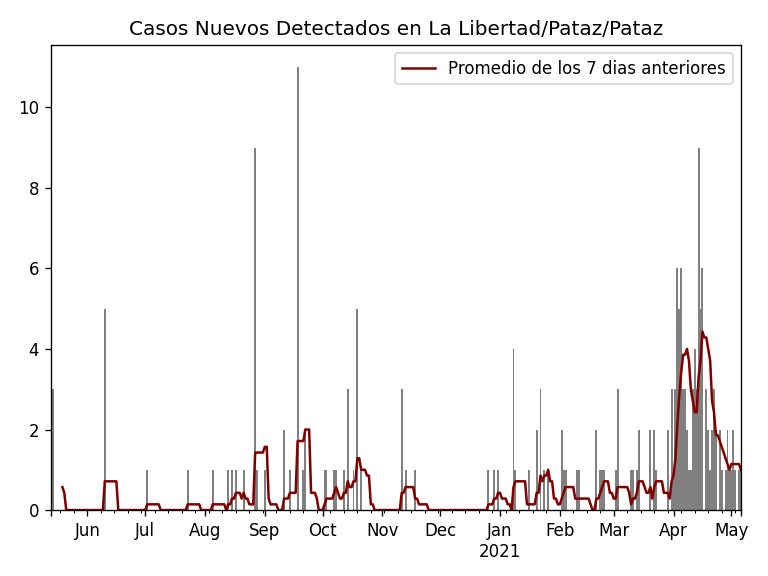 Casos Nuevos Detectados en La Libertad/Pataz/Pataz
Promedio de los 7 dias anteriores
10
8
6
4
2
0
Jun Jul Aug Sep Oct Nov Dec Jan Feb Mar Apr May
2021